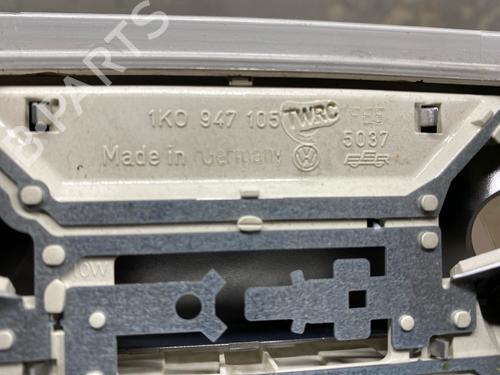 1K0 947 105 TWRC
5037
Made in Germany
10W
B-PARTS